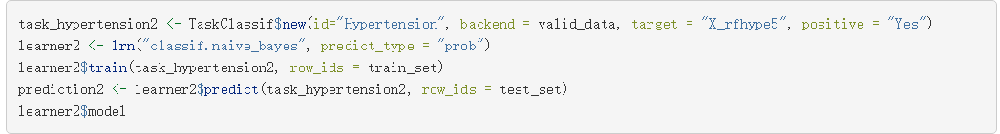 task_hypertension2 <- TaskClassif$new(id="Hypertension", backend = valid_data, target = "X_rfhype5", positive = "Yes")
learner2 <- lrn("classif.naive_bayes", predict_type = "prob")
learner2$train(task_hypertension2, row_ids = train_set)
prediction2 <- learner2$predict(task_hypertension2, row_ids = test_set)
learner2$model